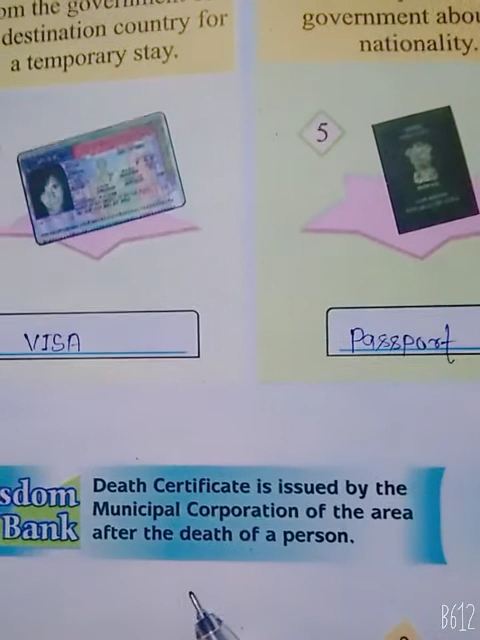 om the govern
destination country for
a temporary stay.
government abou
nationality.
5
VISA
Passport
sdom
Bank
Death Certificate is issued by the
Municipal Corporation of the area
after the death of a person.
B612